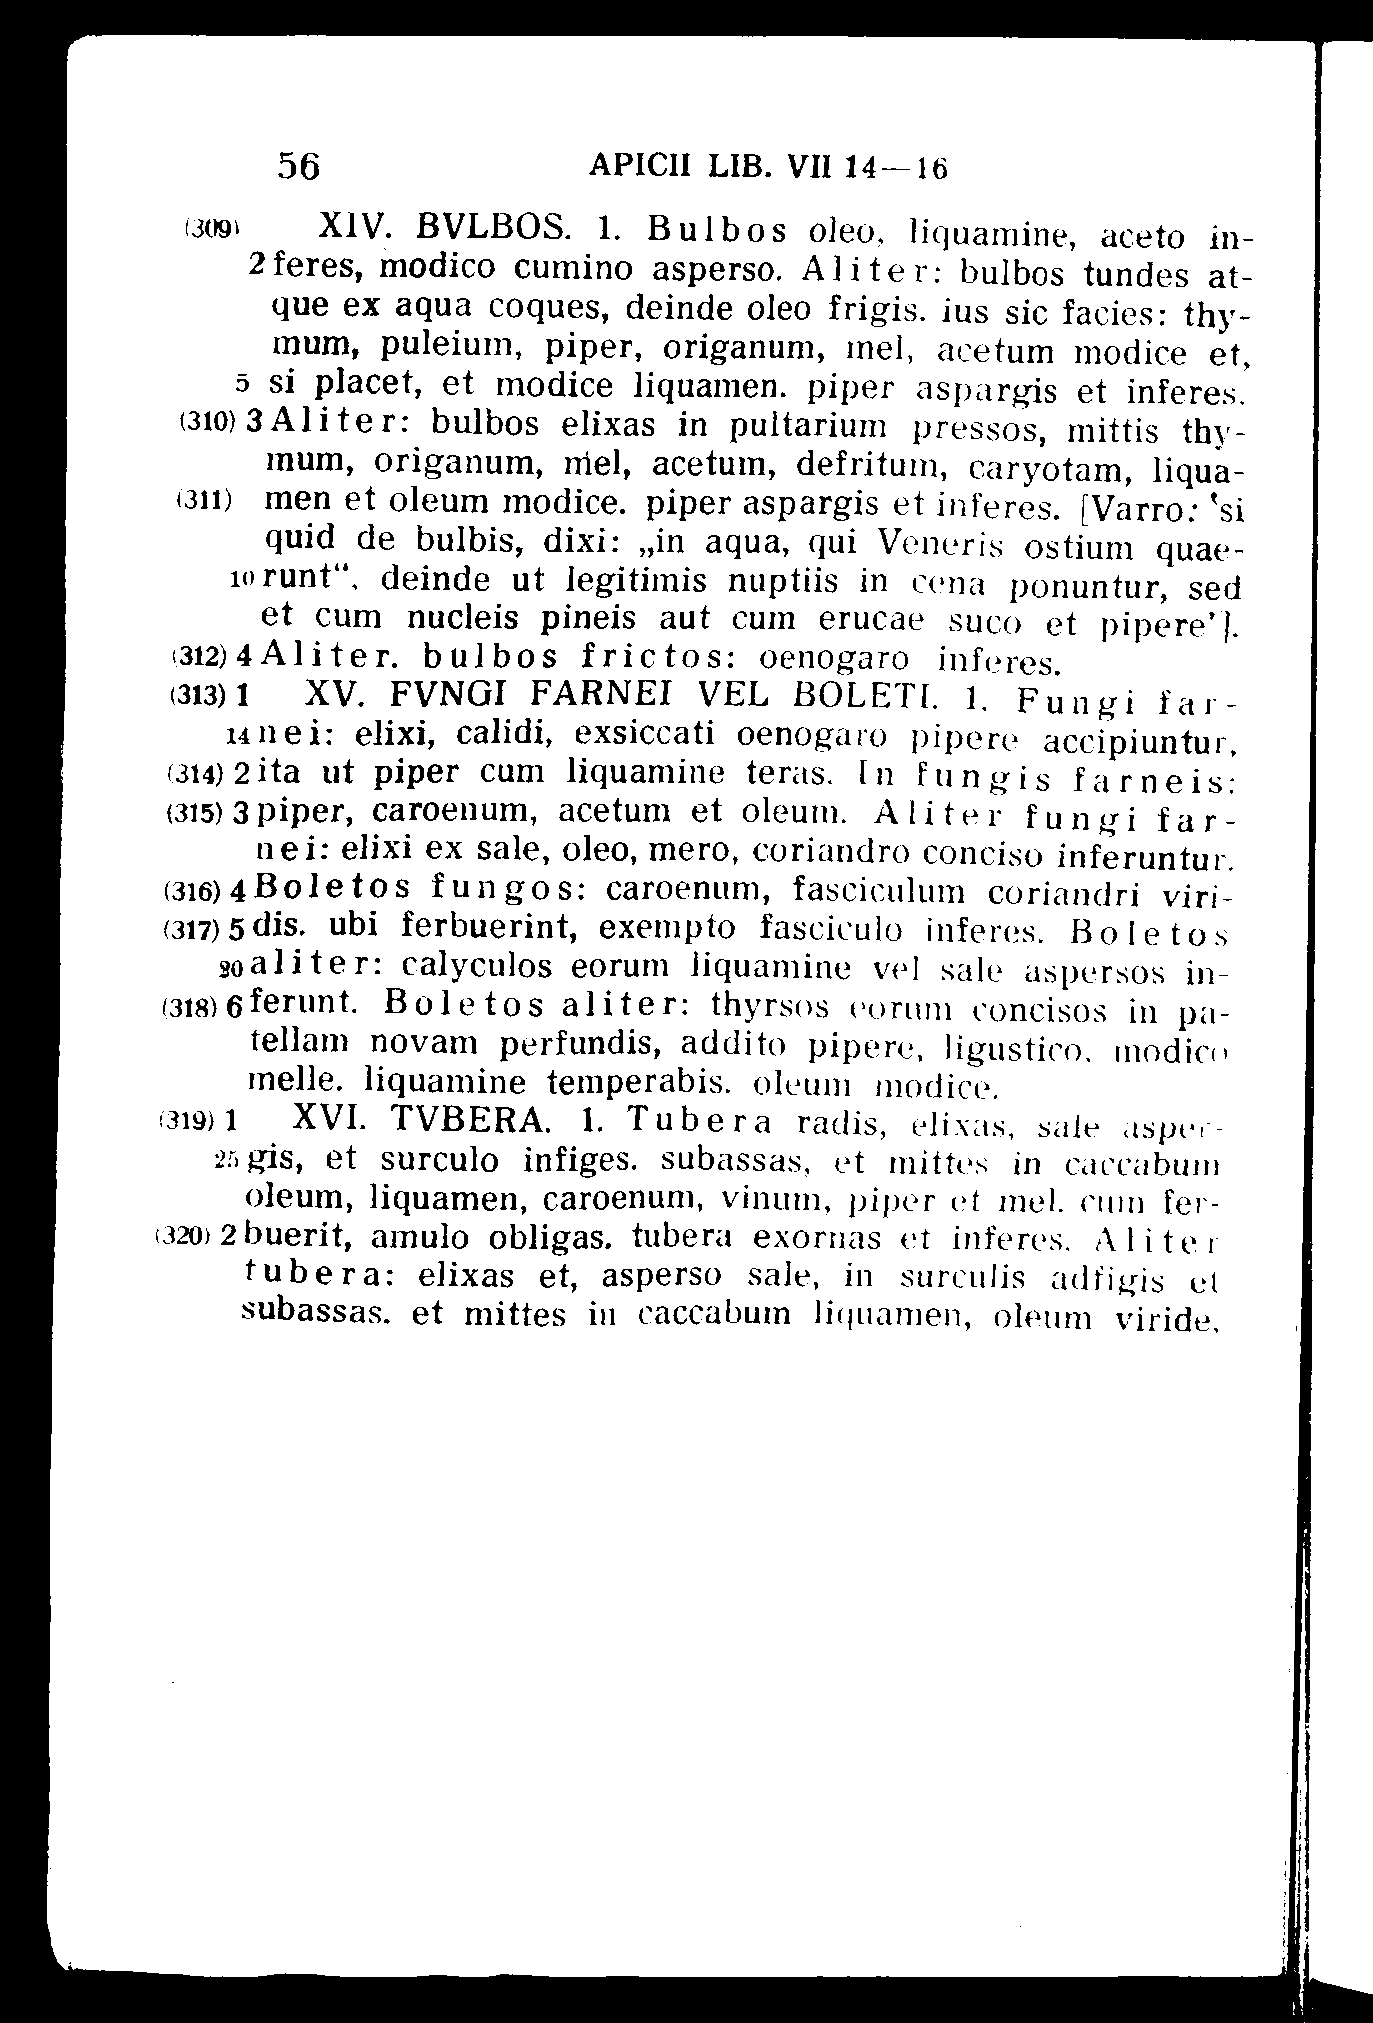 56 APICII LIB. VII 14—16
(309) XIV. BVLBOS. 1. Bulbos oleo, liquamine, aceto in-
2 feres, modico cumino asperso. Aliter: bulbos tundes at-
que ex aqua coques, deinde oleo frigis. ius sic facies: thy-
mum, puleium, piper, origanum, mel, acetum modice et,
5 si placet, et modice liquamen. piper aspargis et inferes.
(310) 3 Aliter: bulbos elixas in pultarium pressos, mittis thy-
mum, origanum, mel, acetum, defritum, caryotam, liqua-
(311) men et oleum modice. piper aspargis et inferes. [Varro: ‛si
quid de bulbis, dixi: „in aqua, qui Veneris ostium quae-
10 runt“, deinde ut legitimis nuptiis in cena ponuntur, sed
et cum nucleis pineis aut cum erucae suco et pipere’].
(312) 4 Aliter. bulbos frictos: oenogaro inferes.
(313) 1 XV. FVNGI FARNEI VEL BOLETI. 1. Fungi far-
14 nei: elixi, calidi, exsiccati oenogaro pipere accipiuntur,
(314) 2 ita ut piper cum liquamine teras. In fungis farneis:
(315) 3 piper, caroenum, acetum et oleum. Aliter fungi far-
nei: elixi ex sale, oleo, mero, coriandro conciso inferuntur.
(316) 4 Boletos fungos: caroenum, fasciculum coriandri viri-
(317) 5 dis. ubi ferbuerint, exempto fasciculo inferes. Boletos
20 aliter: calyculos eorum liquamine vel sale aspersos in-
(318) 6 ferunt. Boletos aliter: thyrsos eorum concisos in pa-
tellam novam perfundis, addito pipere, ligustico, modico
melle. liquamine temperabis. oleum modice.
(319) 1 XVI. TVBERA. 1. Tubera radis, elixas, sale asper-
25 gis, et surculo infiges. subassas, et mittes in caccabum
oleum, liquamen, caroenum, vinum, piper et mel. cum fer-
(320) 2 buerit, amulo obligas. tubera exornas et inferes. Aliter
tubera: elixas et, asperso sale, in surculis adfigis et
subassas. et mittes in caccabum liquamen, oleum viride,